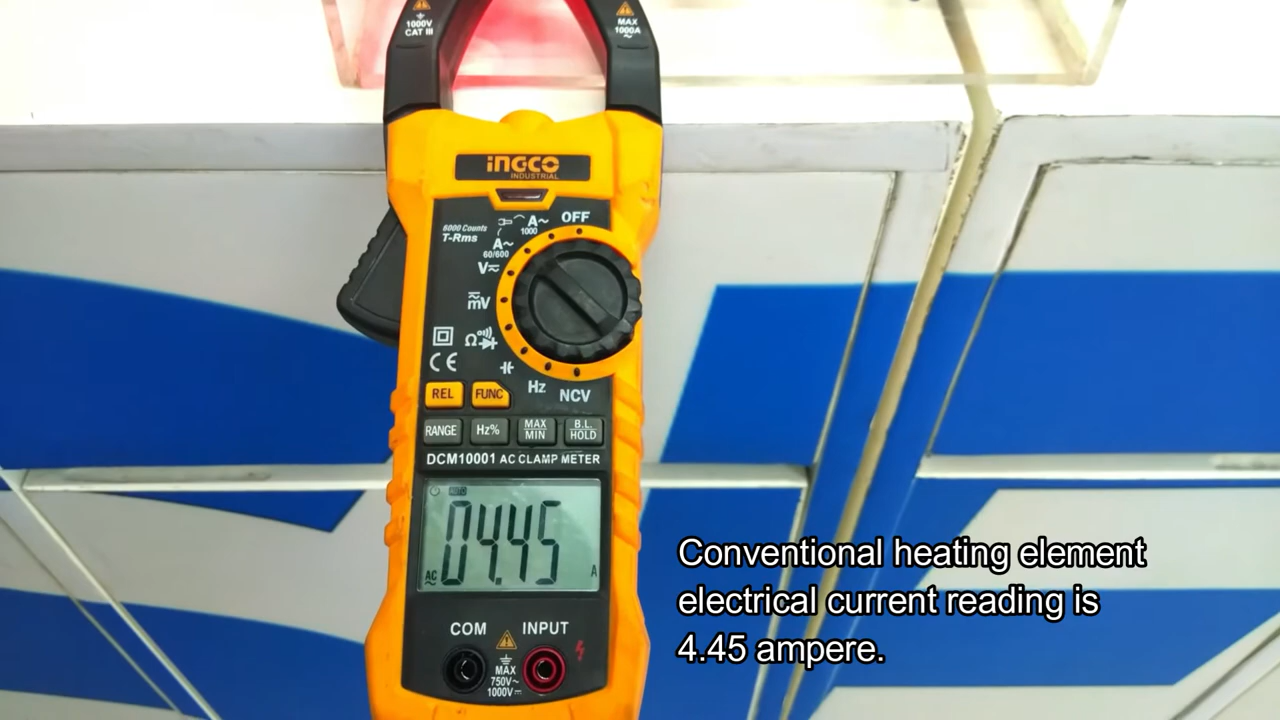 1000V
CAT III
MAX
1000A
INGCO
INDUSTRIAL
OFF
6000 Counts
T-Rms
A~
1000
A~
60/600
V
mV
Ω
CE
Hz
NCV
REL
FUNC
RANGE
Hz%
MAX
MIN
B.L.
HOLD
DCM10001 AC CLAMP METER
AUTO
04.45
AC
A
COM
INPUT
MAX
750V~
1000V
Conventional heating element
electrical current reading is
4.45 ampere.